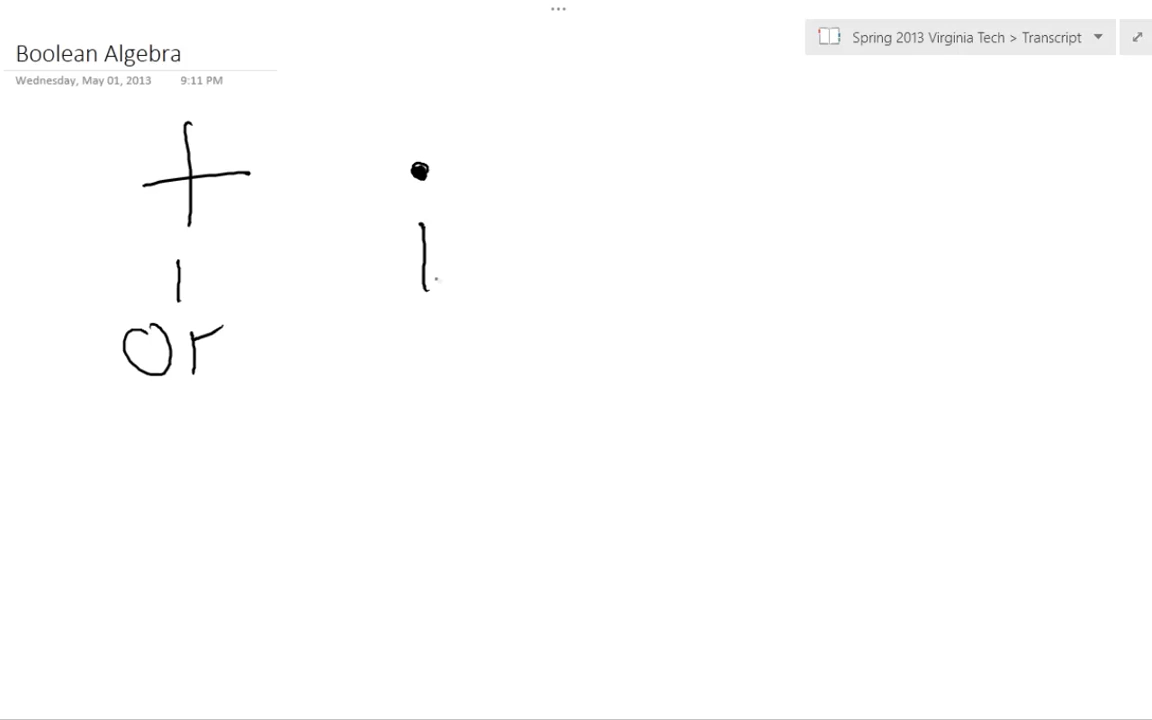 Spring 2013 Virginia Tech > Transcript
Boolean Algebra
Wednesday, May 01, 2013 9:11 PM
+ •
| |
Or